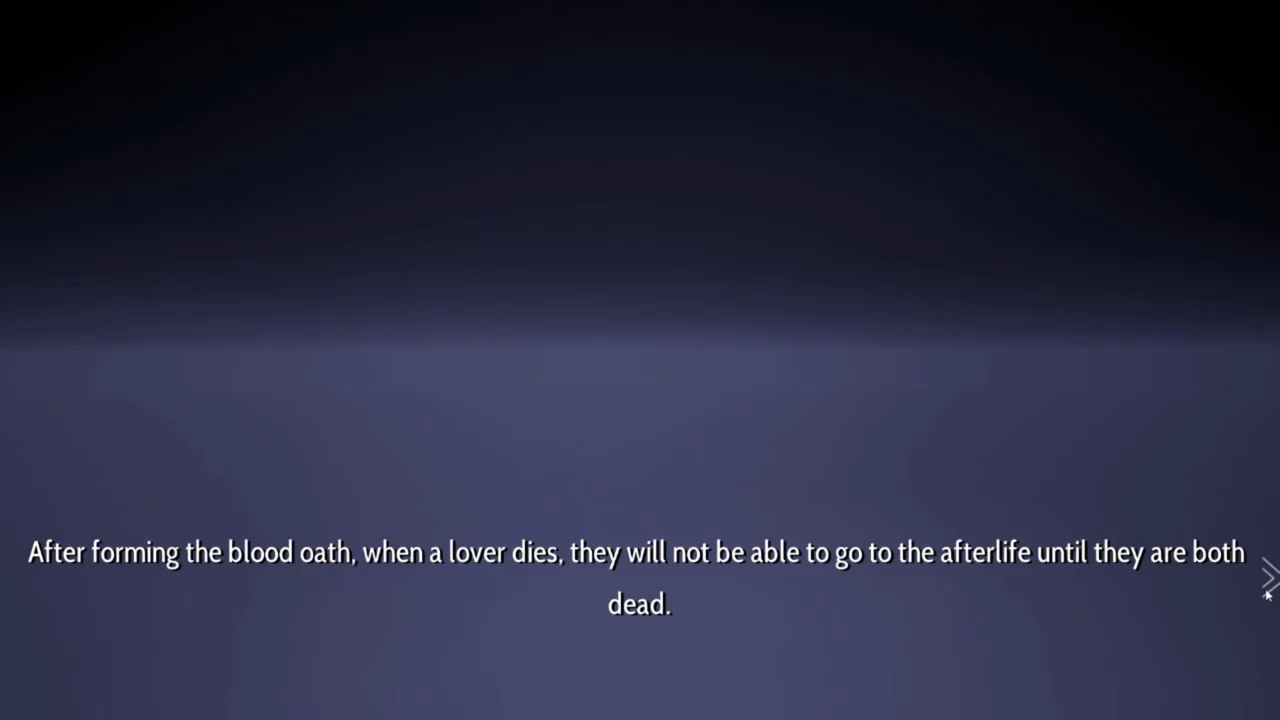 After forming the blood oath, when a lover dies, they will not be able to go to the afterlife until they are both
dead.